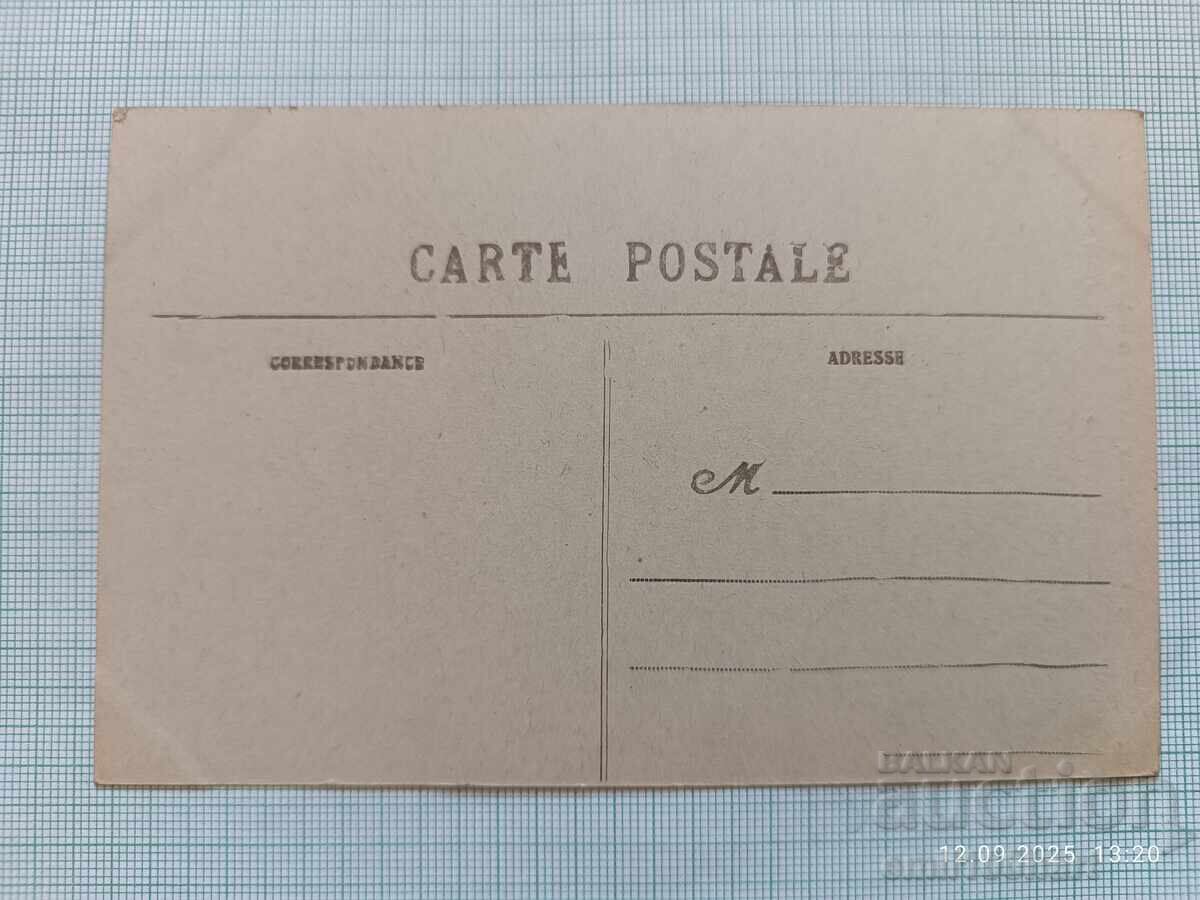 CARTE POSTALE
CORRESPONDANCE
ADRESSE
M
BALKAN
auction
12.09.2025 13:20